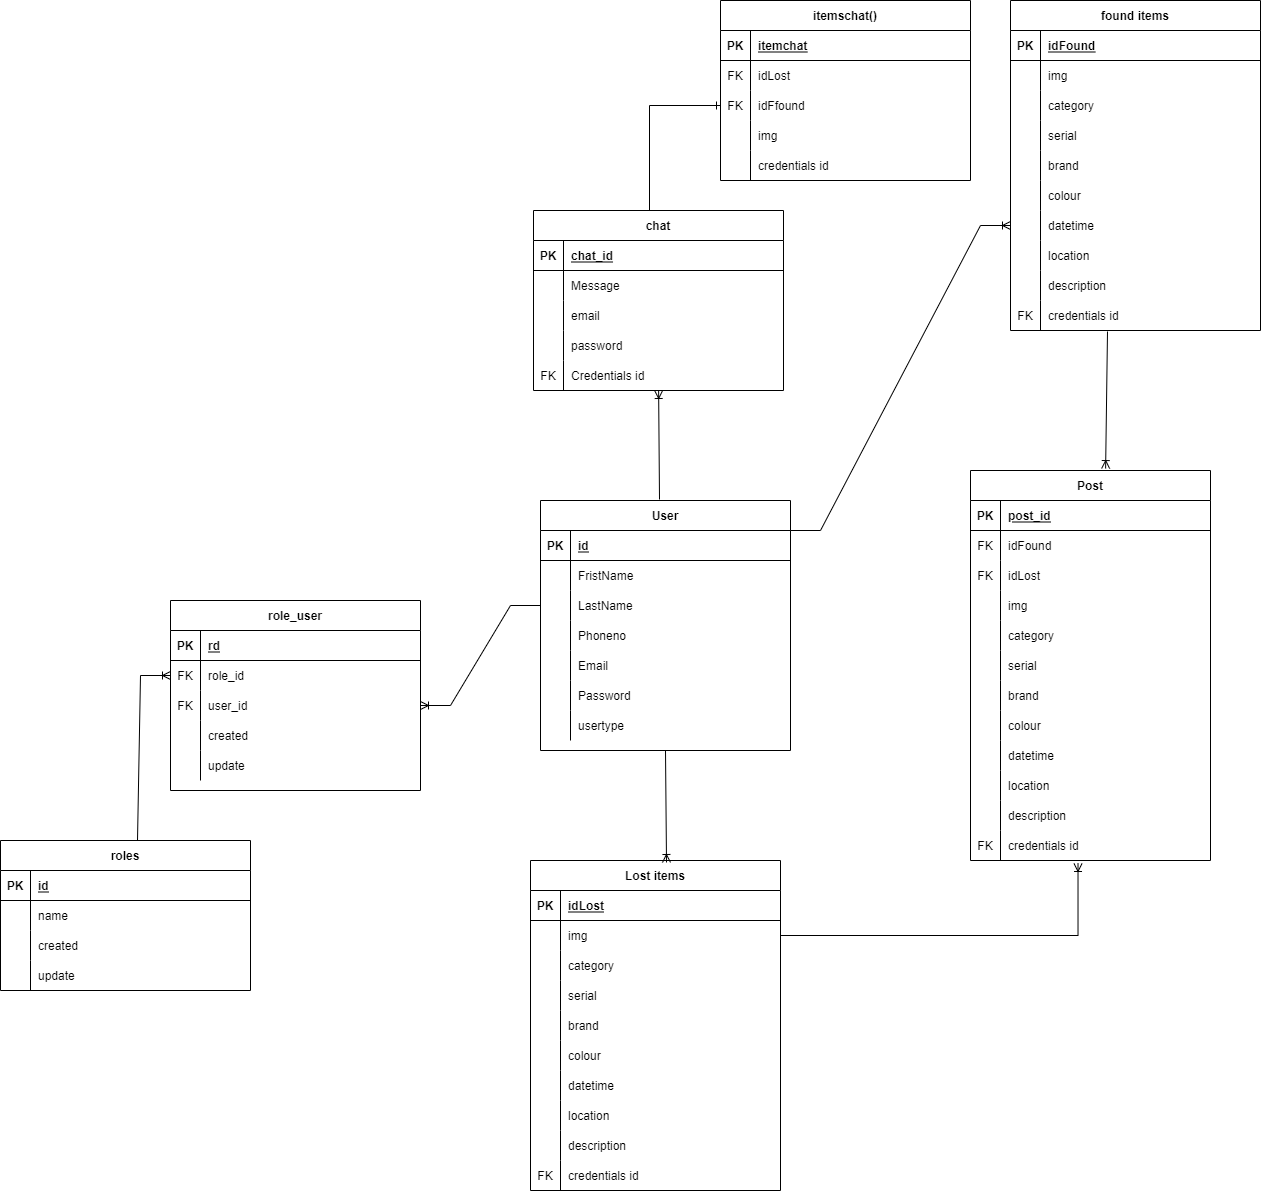 itemschat()
PK itemchat
FK idLost
FK idFfound
img
credentials id
found items
PK idFound
img
category
serial
brand
colour
datetime
location
description
FK credentials id
chat
PK chat_id
Message
email
password
FK Credentials id
User
PK id
FristName
LastName
Phoneno
Email
Password
usertype
Post
PK post_id
FK idFound
FK idLost
img
category
serial
brand
colour
datetime
location
description
FK credentials id
role_user
PK rd
FK role_id
FK user_id
created
update
roles
PK id
name
created
update
Lost items
PK idLost
img
category
serial
brand
colour
datetime
location
description
FK credentials id